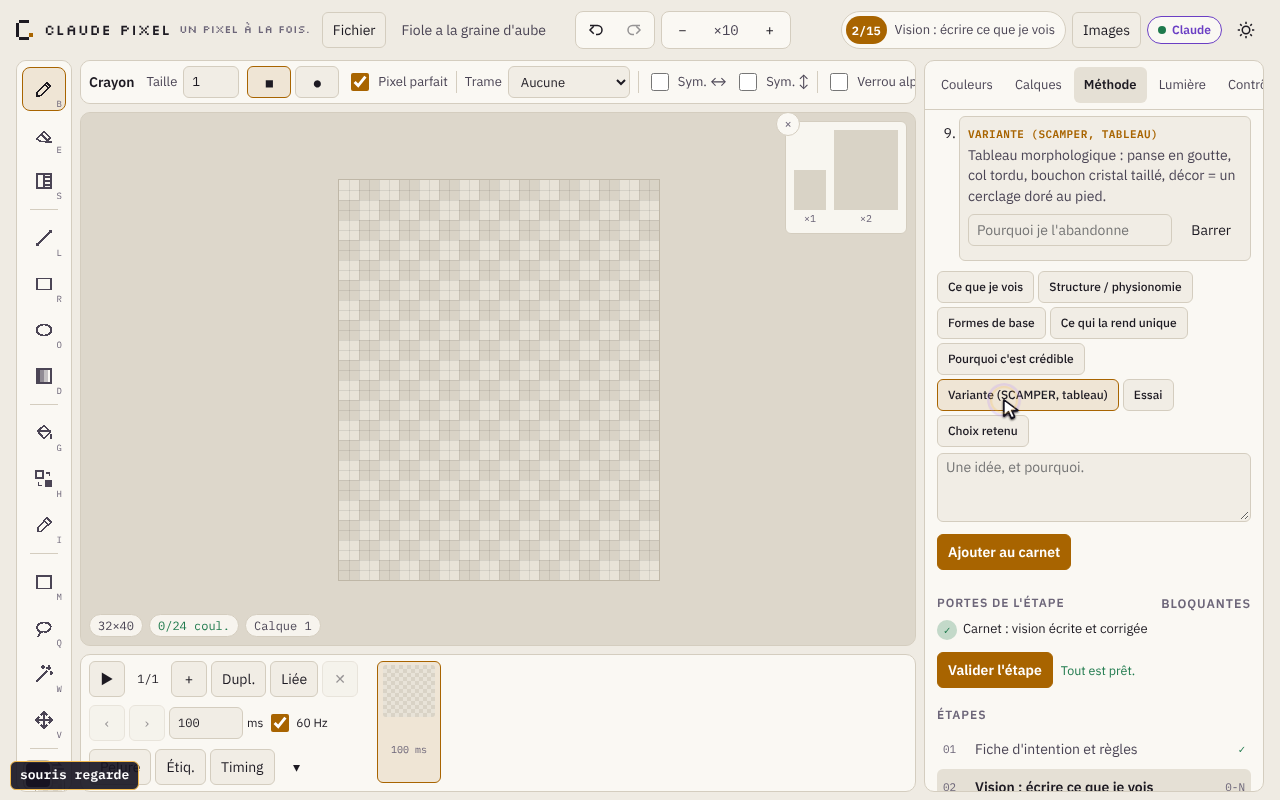 CLAUDE PIXEL UN PIXEL À LA FOIS. Fichier Fiole a la graine d'aube − ×10 + 2/15 Vision : écrire ce que je vois Images Claude
Crayon Taille 1 Pixel parfait Trame Aucune Sym. ↔ Sym. ↕ Verrou alp
Couleurs Calques Méthode Lumière Contrô
B
E
S
L
R
O
D
G
H
I
M
Q
W
V
×
×1 ×2
32×40 0/24 coul. Calque 1
1/1 + Dupl. Liée ×
‹ › 100 ms 60 Hz
Étiq. Timing ▼
100 ms
souris regarde
9. VARIANTE (SCAMPER, TABLEAU)
Tableau morphologique : panse en goutte,
col tordu, bouchon cristal taillé, décor = un
cerclage doré au pied.
Pourquoi je l'abandonne Barrer
Ce que je vois Structure / physionomie
Formes de base Ce qui la rend unique
Pourquoi c'est crédible
Variante (SCAMPER, tableau) Essai
Choix retenu
Une idée, et pourquoi.
Ajouter au carnet
PORTES DE L'ÉTAPE BLOQUANTES
✓ Carnet : vision écrite et corrigée
Valider l'étape Tout est prêt.
ÉTAPES
01 Fiche d'intention et règles ✓
02 Vision : écrire ce que je vois 0-N